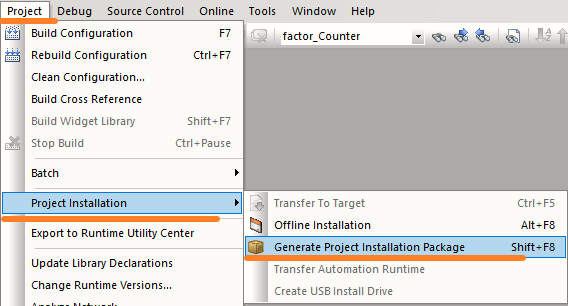 Project Debug Source Control Online Tools Window Help
Build Configuration F7
Rebuild Configuration Ctrl+F7
factor_Counter
Clean Configuration...
Build Cross Reference
Build Widget Library Shift+F7
Stop Build Ctrl+Pause
Batch
Project Installation
Transfer To Target Ctrl+F5
Offline Installation Alt+F8
Export to Runtime Utility Center
Generate Project Installation Package Shift+F8
Update Library Declarations
Transfer Automation Runtime
Change Runtime Versions...
Create USB Install Drive
Analyze Network